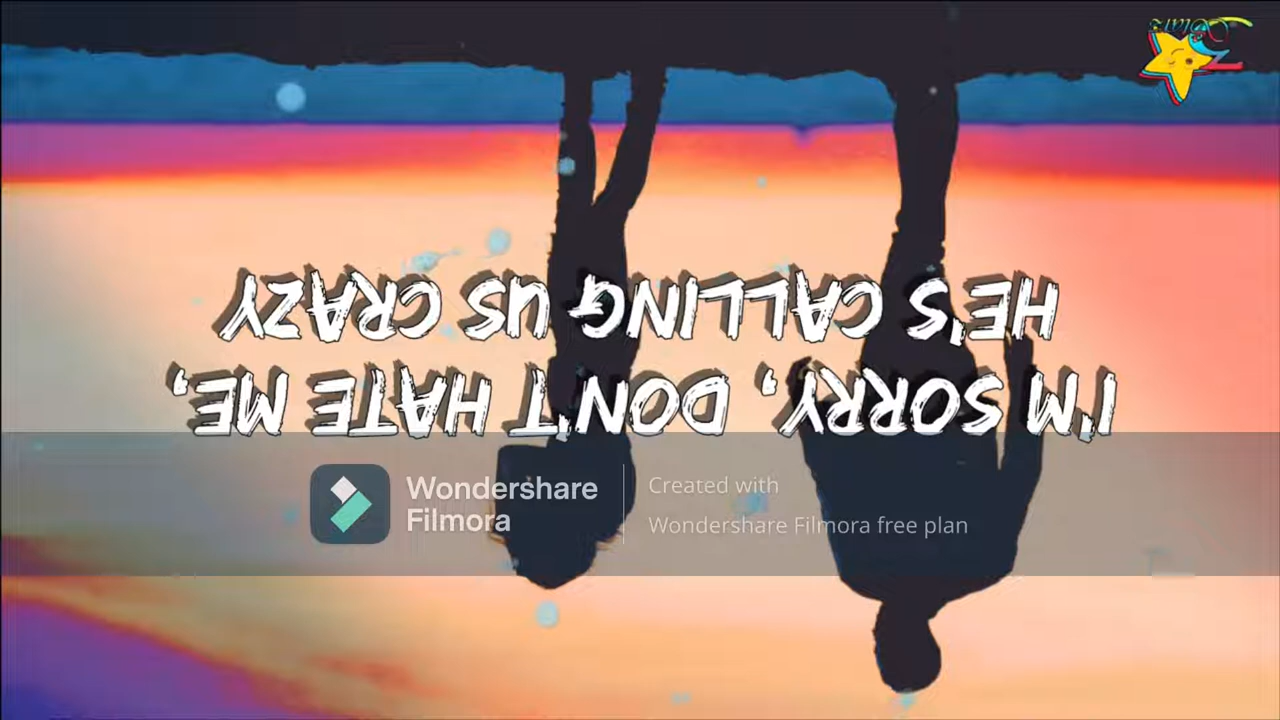 I'M SORRY, DON'T HATE ME,
HE'S CALLING US CRAZY
Wondershare
Filmora
Created with
Wondershare Filmora free plan